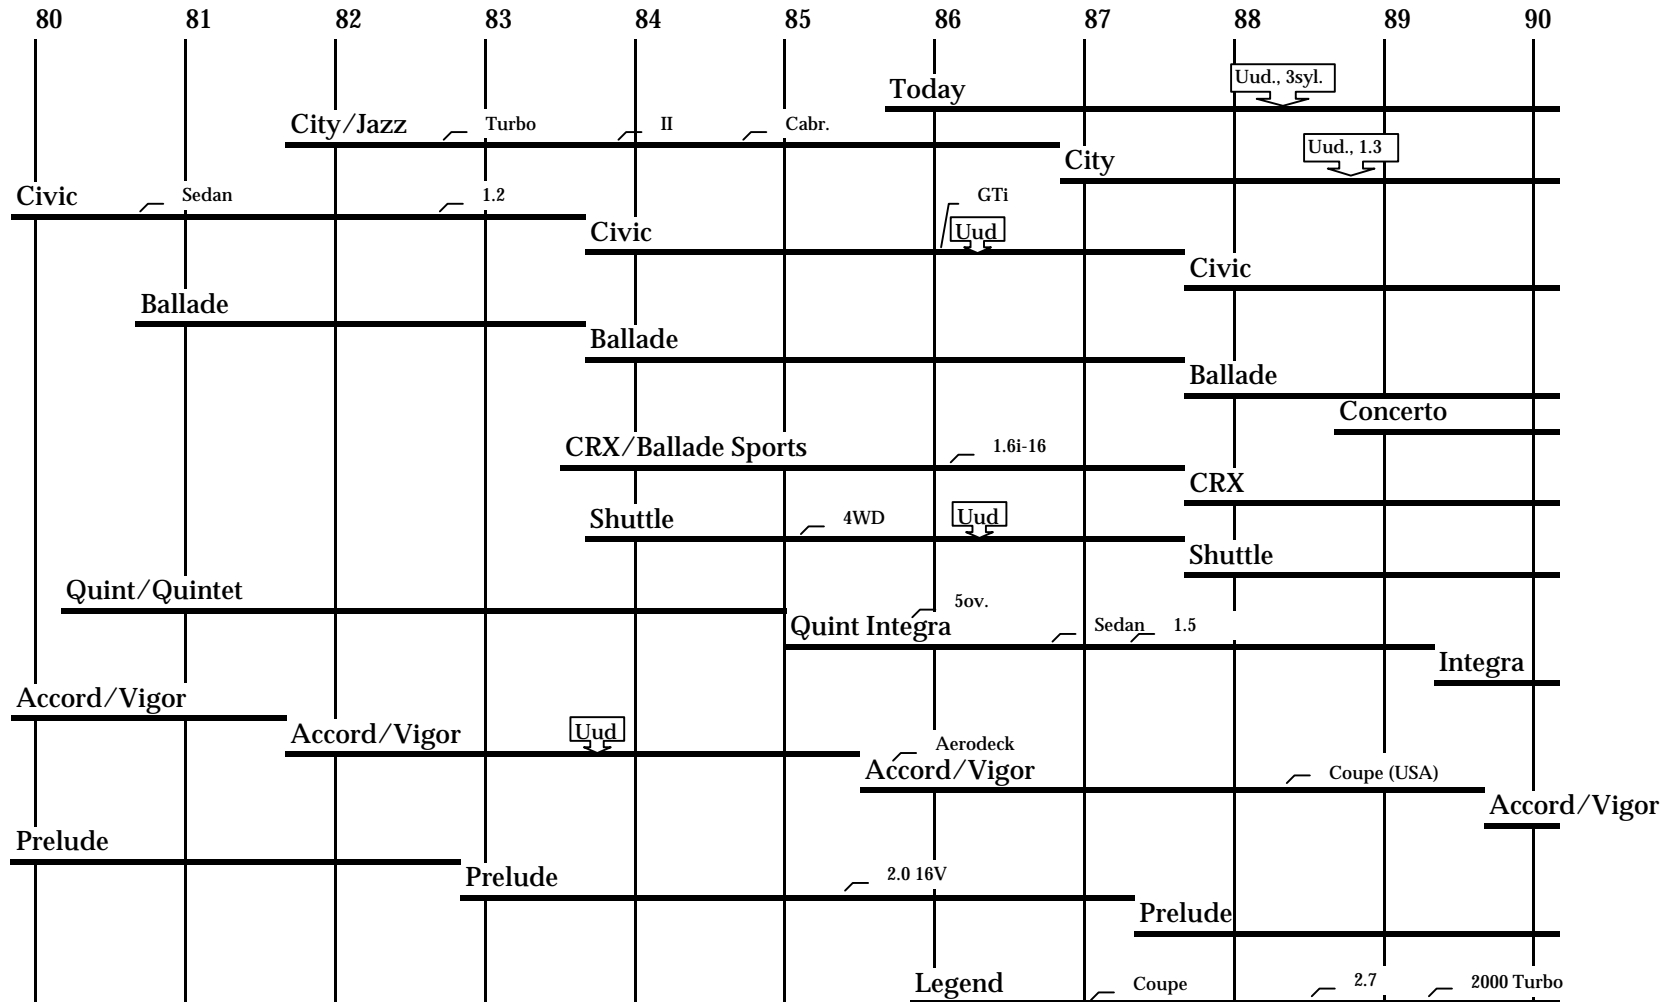 80 81 82 83 84 85 86 87 88 89 90
Uud., 3syl.
Today
City/Jazz Turbo II Cabr.
Uud., 1.3
City
Civic Sedan 1.2 GTi
Civic Uud
Civic
Ballade
Ballade
Ballade
Concerto
CRX/Ballade Sports 1.6i-16
CRX
Shuttle 4WD Uud
Shuttle
Quint/Quintet 5ov.
Quint Integra Sedan 1.5
Integra
Accord/Vigor
Accord/Vigor Uud Aerodeck
Accord/Vigor Coupe (USA)
Accord/Vigor
Prelude
Prelude 2.0 16V
Prelude
Legend Coupe 2.7 2000 Turbo